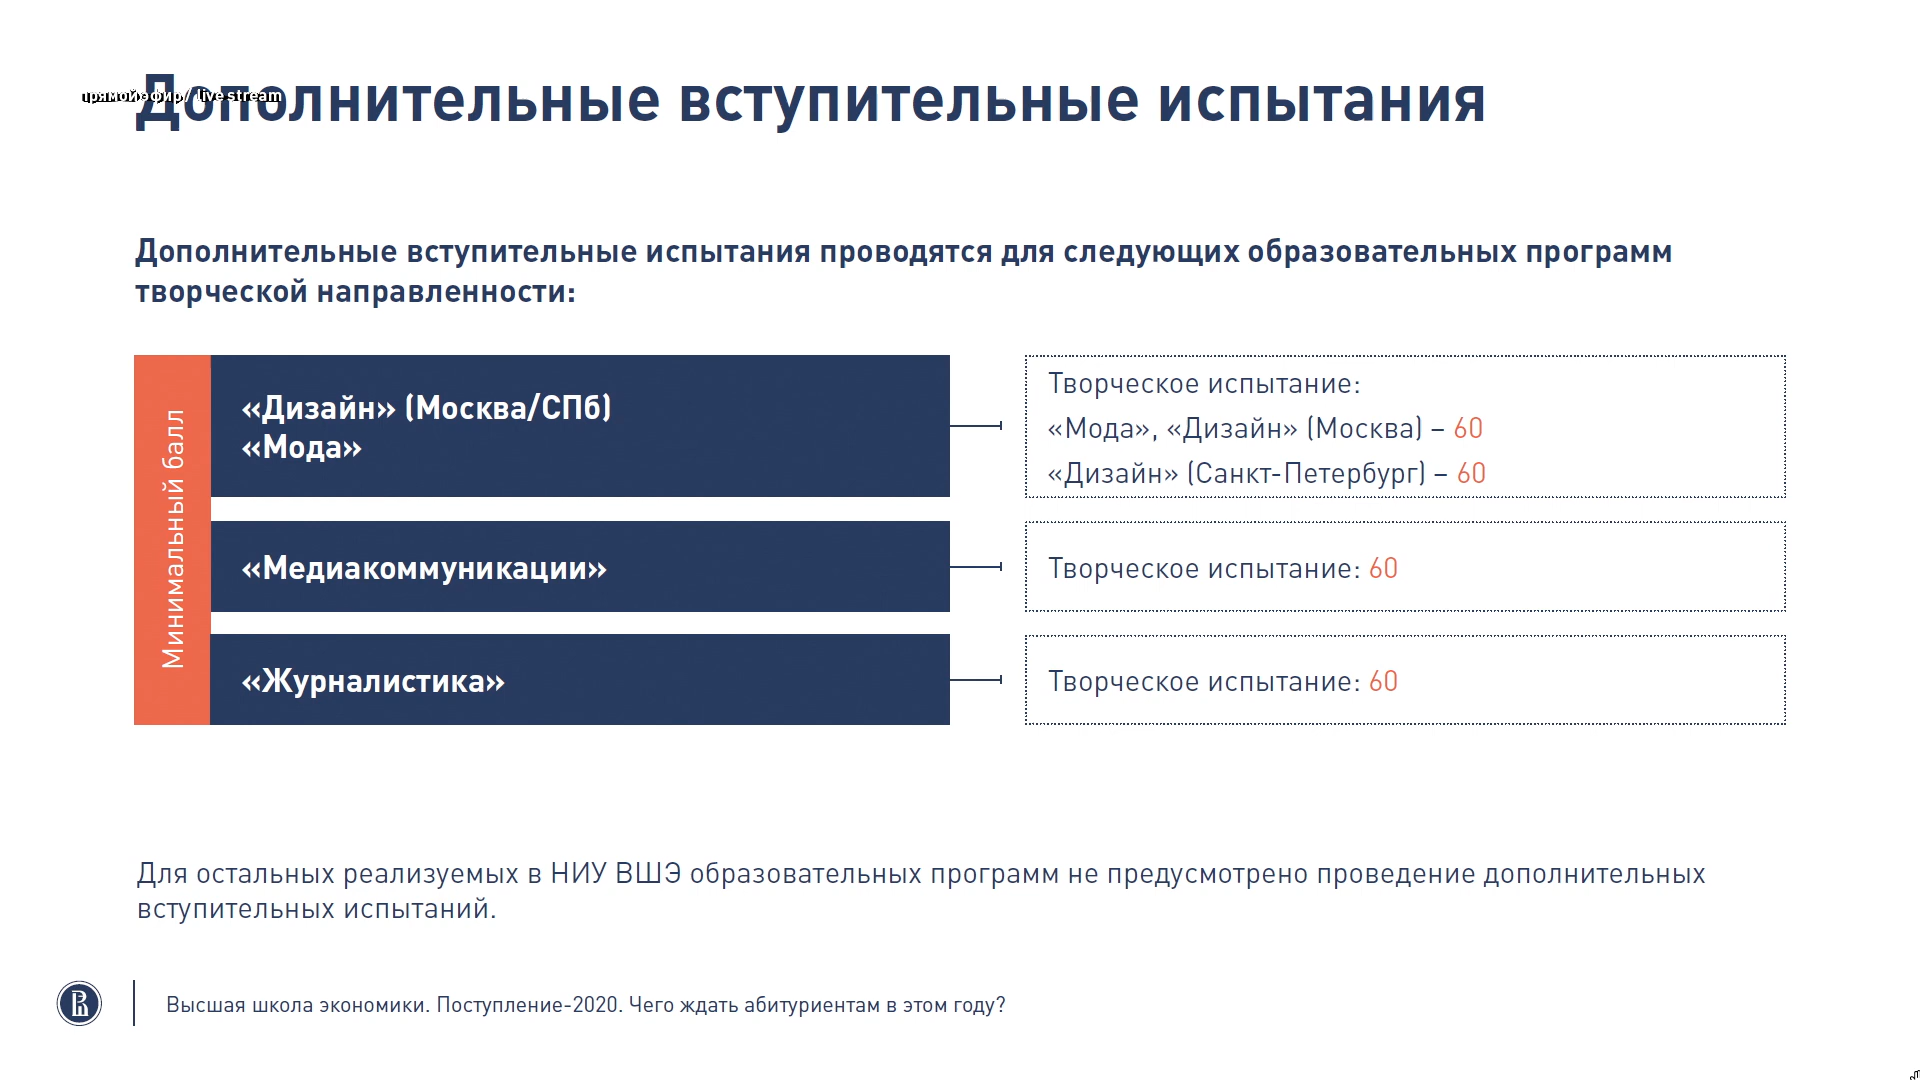 Дополнительные вступительные испытания
прямой эфир/ live stream
Дополнительные вступительные испытания проводятся для следующих образовательных программ
творческой направленности:
Минимальный балл
«Дизайн» (Москва/СПб)
«Мода»
Творческое испытание:
«Мода», «Дизайн» (Москва) – 60
«Дизайн» (Санкт-Петербург) – 60
«Медиакоммуникации»
Творческое испытание: 60
«Журналистика»
Творческое испытание: 60
Для остальных реализуемых в НИУ ВШЭ образовательных программ не предусмотрено проведение дополнительных
вступительных испытаний.
Высшая школа экономики. Поступление-2020. Чего ждать абитуриентам в этом году?